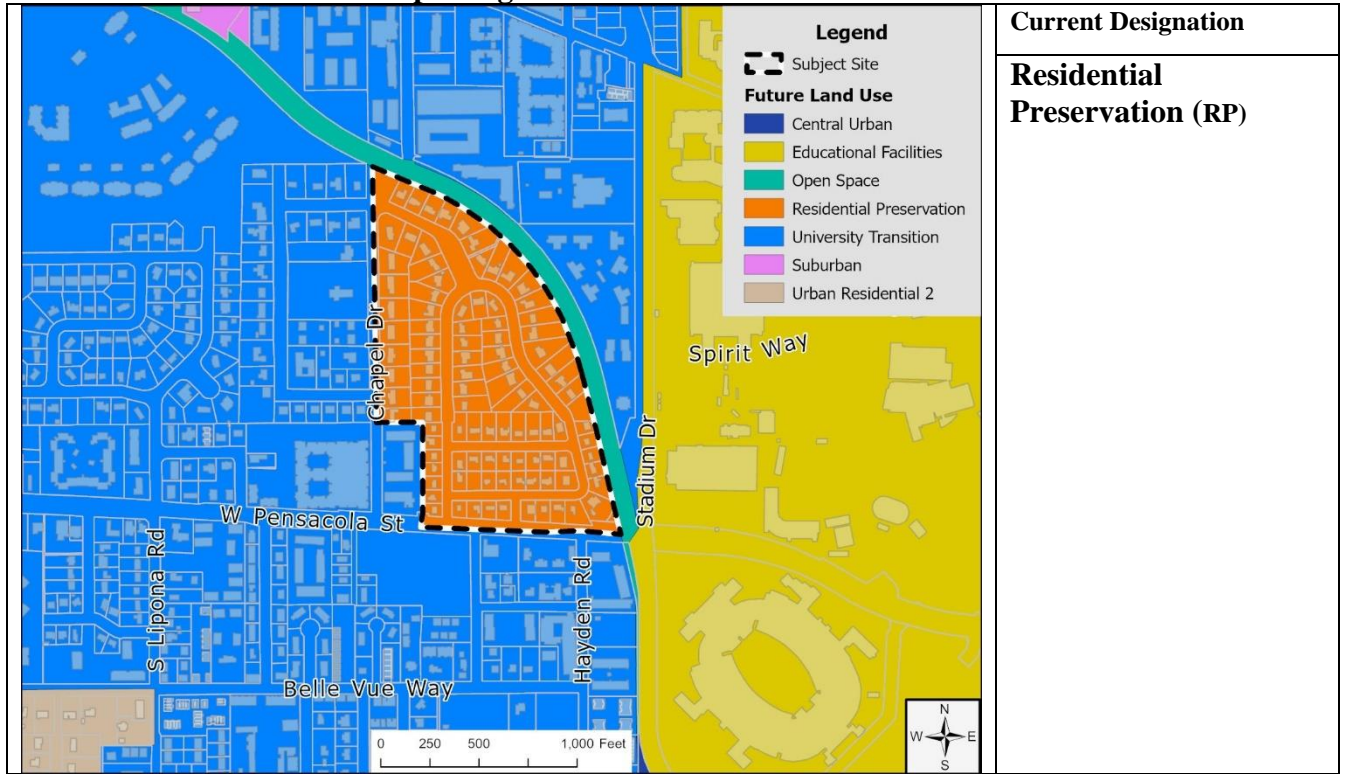 Legend
Subject Site
Future Land Use
Central Urban
Educational Facilities
Open Space
Residential Preservation
University Transition
Suburban
Urban Residential 2
Chapel Dr
Spirit Way
Stadium Dr
W Pensacola St
S Lipona Rd
Hayden Rd
Belle Vue Way
0 250 500 1,000 Feet
N
W E
S
Current Designation
Residential
Preservation (RP)